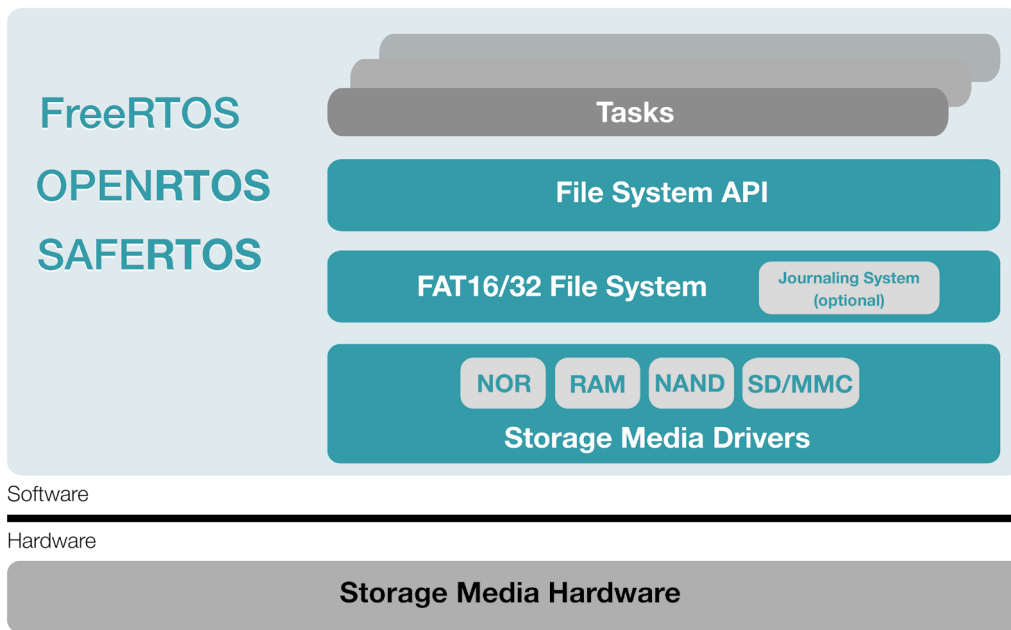 FreeRTOS
OPENRTOS
SAFERTOS
Tasks
File System API
FAT16/32 File System
Journaling System
(optional)
NOR
RAM
NAND
SD/MMC
Storage Media Drivers
Software
Hardware
Storage Media Hardware